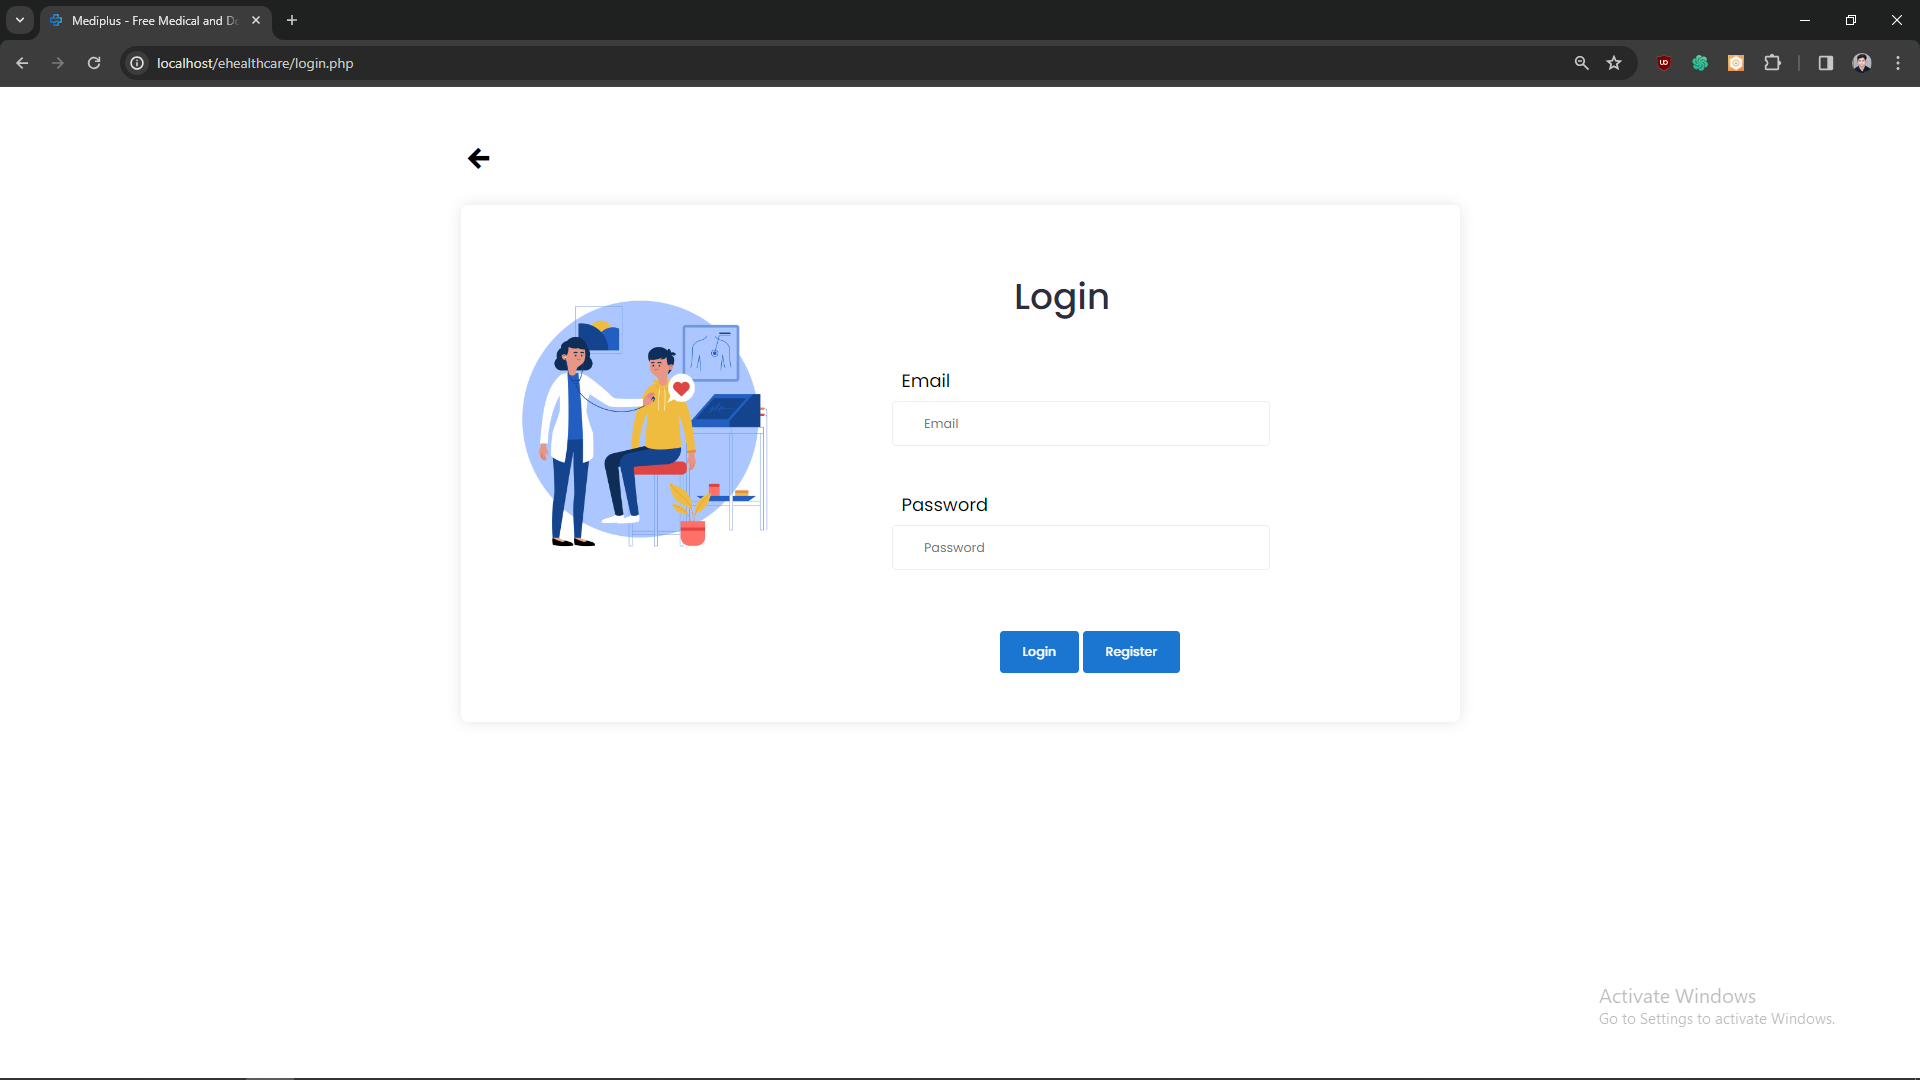 Mediplus - Free Medical and Do
localhost/ehealthcare/login.php
Login
Email
Email
Password
Password
Login Register
Activate Windows
Go to Settings to activate Windows.